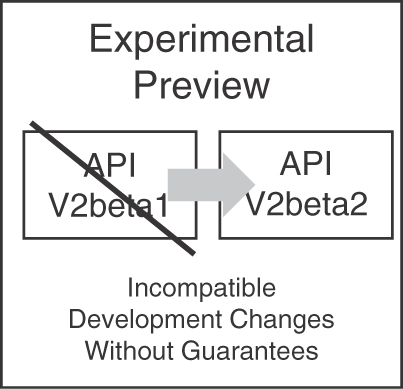 Experimental
Preview
API
V2beta1
API
V2beta2
Incompatible
Development Changes
Without Guarantees